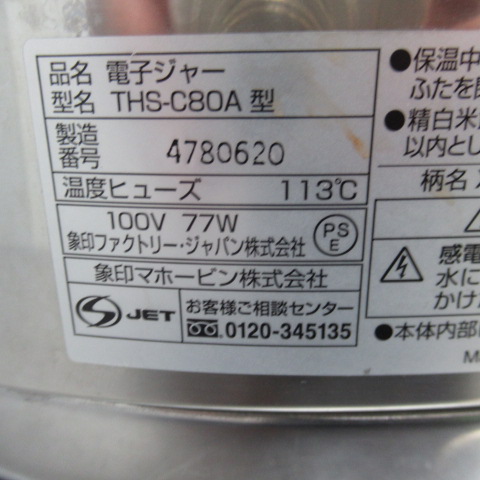 品名 電子ジャー
型名 THS-C80A 型
製造番号 4780620
温度ヒューズ 113℃
100V 77W
象印ファクトリー・ジャパン株式会社
PS
E
象印マホービン株式会社
S JET
お客様ご相談センター
0120-345135
●保温中
ふたを
●精白米
以内とし
柄名
感電
水に
かけ
●本体内部
M